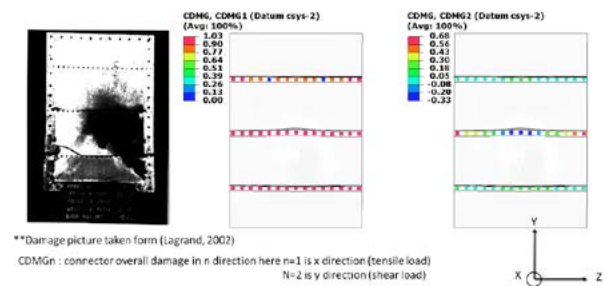 CDMG, CDMG1 (Datum csys-2)
(Avg: 100%)
1.03
0.90
0.77
0.64
0.51
0.39
0.26
0.13
0.00
CDMG, CDMG2 (Datum csys-2)
(Avg: 100%)
0.68
0.56
0.43
0.30
0.18
0.05
-0.08
-0.20
-0.33
**Damage picture taken form (Lagrand, 2002)
CDMGn : connector overall damage in n direction here n=1 is x direction (tensile load)
N=2 is y direction (shear load)
Y
X
Z